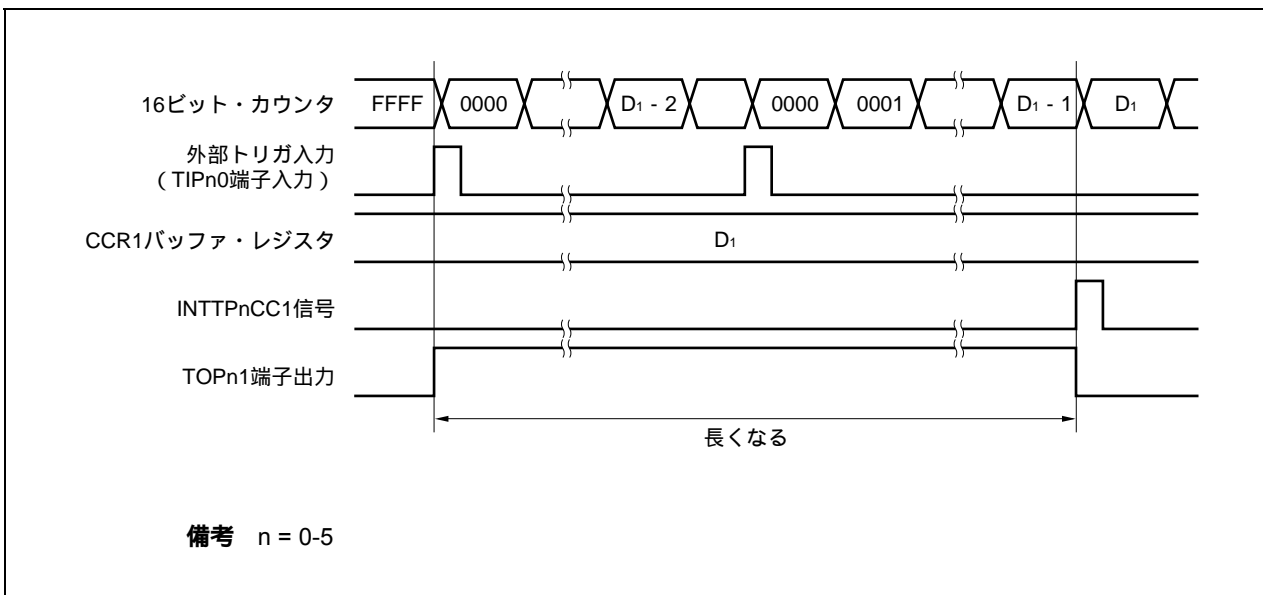 16ビット・カウンタ FFFF 0000 D1 - 2 0000 0001 D1 - 1 D1
外部トリガ入力
（TIPn0端子入力）
CCR1バッファ・レジスタ D1
INTTPnCC1信号
TOPn1端子出力
長くなる
備考 n = 0-5